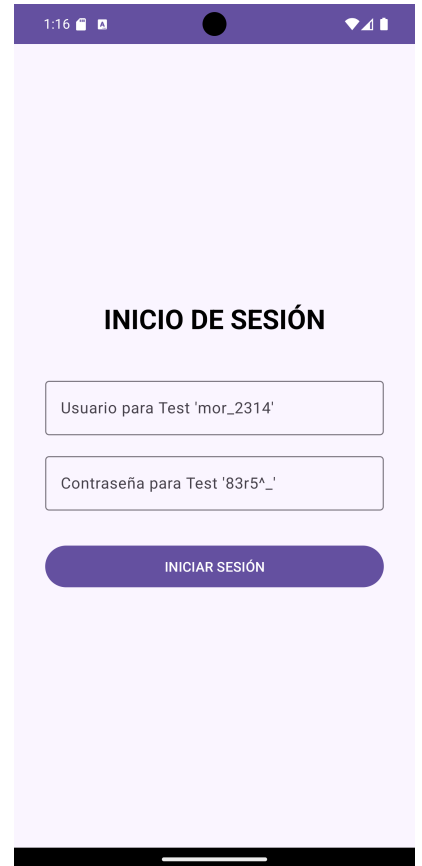 1:16
INICIO DE SESIÓN
Usuario para Test 'mor_2314'
Contraseña para Test '83r5^_'
INICIAR SESIÓN